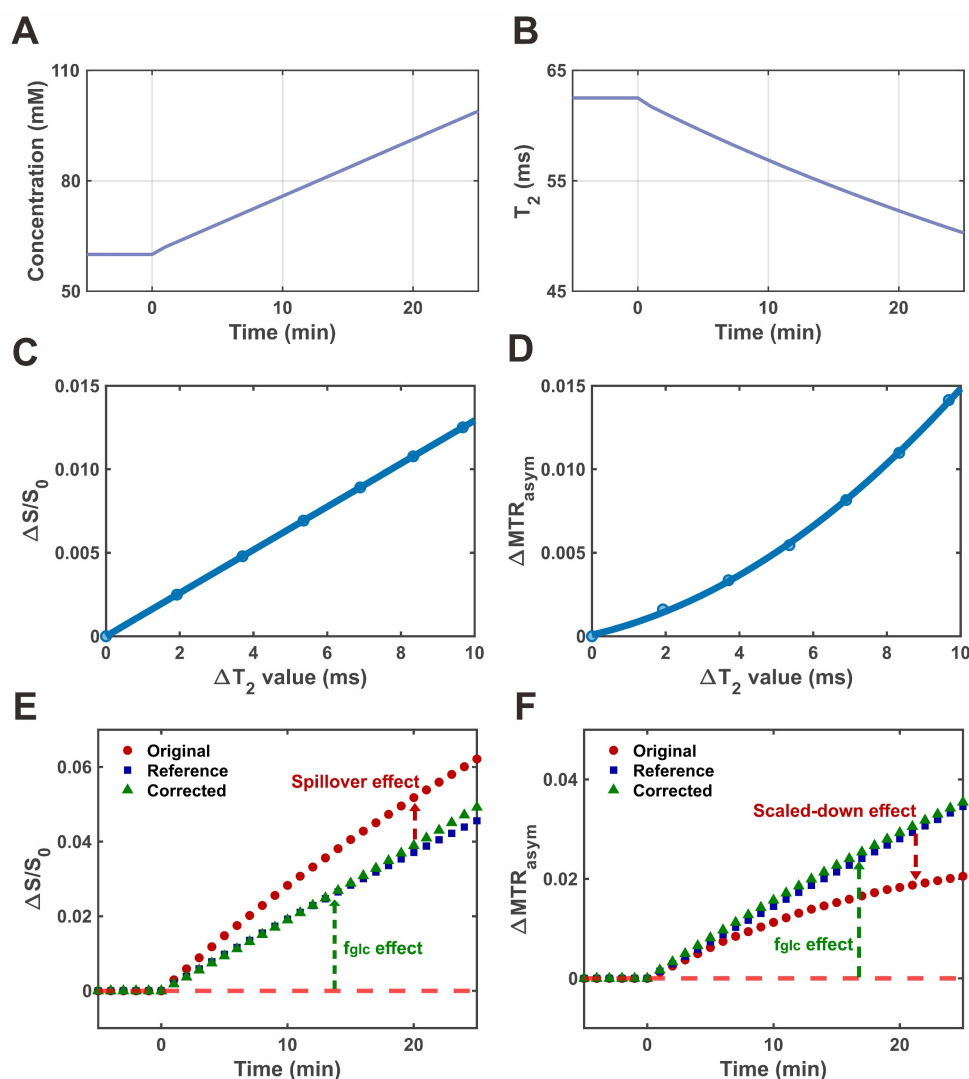 A
110
80
50
Concentration (mM)
0
10
20
Time (min)
B
65
55
45
T2 (ms)
0
10
20
Time (min)
C
0.015
0.010
0.005
0
ΔS/S0
0
2
4
6
8
10
ΔT2 value (ms)
D
0.015
0.010
0.005
0
ΔMTRasym
0
2
4
6
8
10
ΔT2 value (ms)
E
0.06
0.04
0.02
0
ΔS/S0
Original
Reference
Corrected
Spillover effect
fglc effect
0
10
20
Time (min)
F
0.04
0.02
0
ΔMTRasym
Original
Reference
Corrected
Scaled-down effect
fglc effect
0
10
20
Time (min)